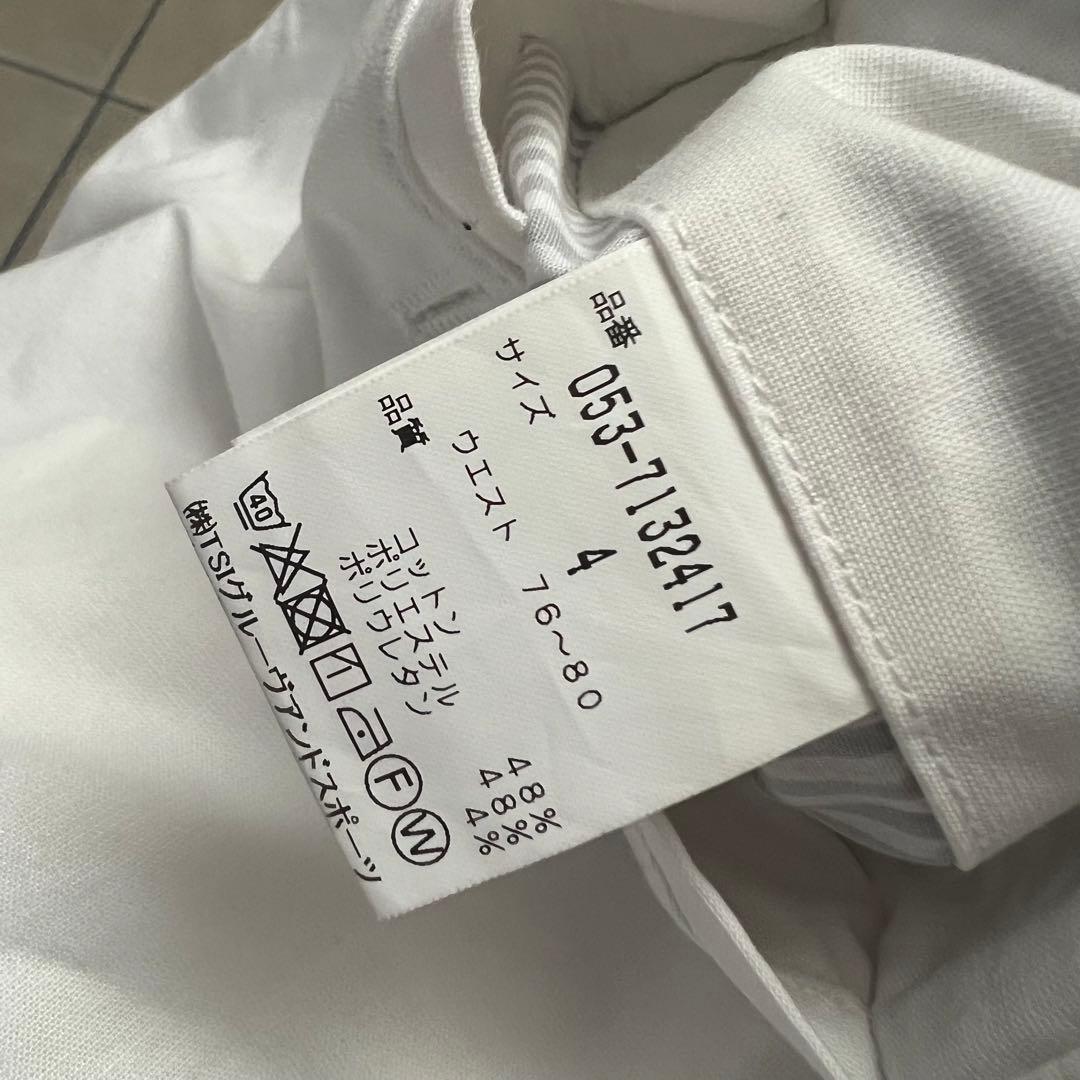 品番 053-7132417
サイズ 4
ウエスト 76~80
品質
コットン 48%
ポリエステル 48%
ポリウレタン 4%
40
F W
㈱TSIグルーヴアンドスポーツ